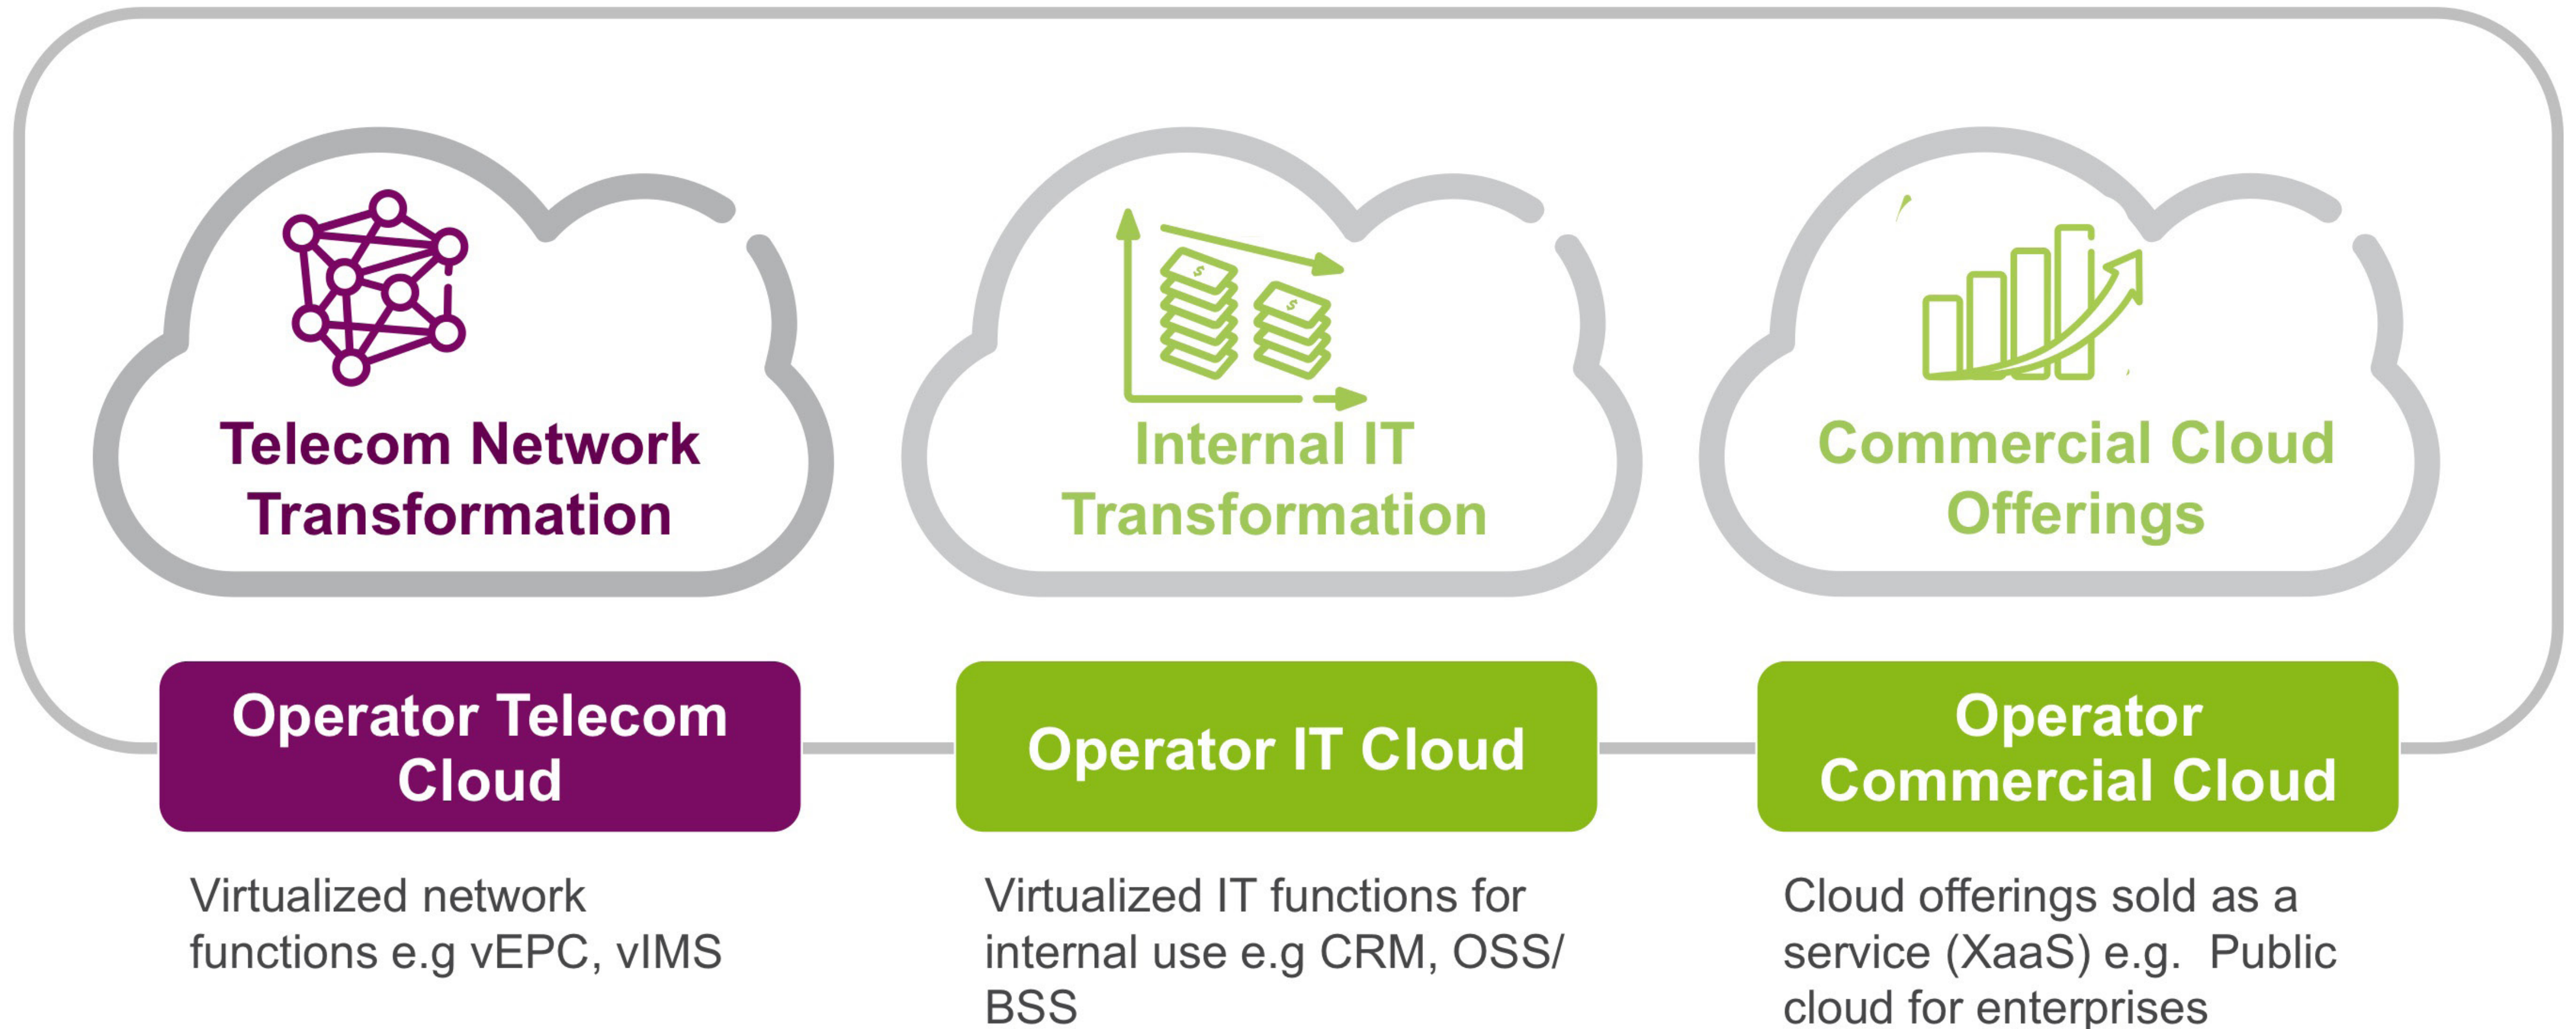 Telecom Network
Transformation
Internal IT
Transformation
Commercial Cloud
Offerings
Operator Telecom
Cloud
Operator IT Cloud
Operator
Commercial Cloud
Virtualized network
functions e.g vEPC, vIMS
Virtualized IT functions for
internal use e.g CRM, OSS/
BSS
Cloud offerings sold as a
service (XaaS) e.g. Public
cloud for enterprises